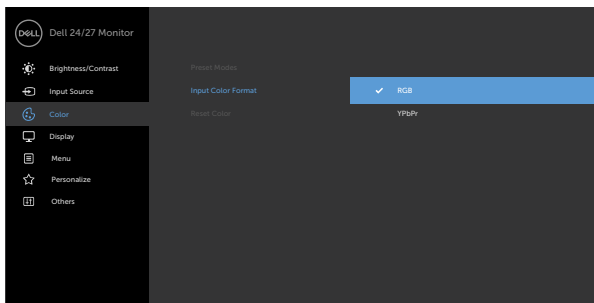 DELL Dell 24/27 Monitor
Brightness/Contrast
Input Source
Color
Display
Menu
Personalize
Others
Preset Modes
Input Color Format
Reset Color
RGB
YPbPr